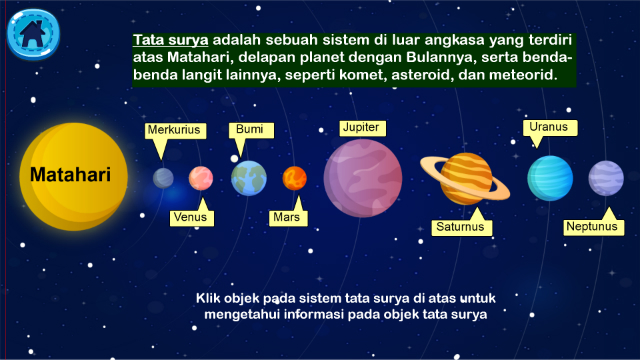 Tata surya adalah sebuah sistem di luar angkasa yang terdiri
atas Matahari, delapan planet dengan Bulannya, serta benda-
benda langit lainnya, seperti komet, asteroid, dan meteorid.
Merkurius
Bumi
Jupiter
Uranus
Matahari
Venus
Mars
Saturnus
Neptunus
Klik objek pada sistem tata surya di atas untuk
mengetahui informasi pada objek tata surya